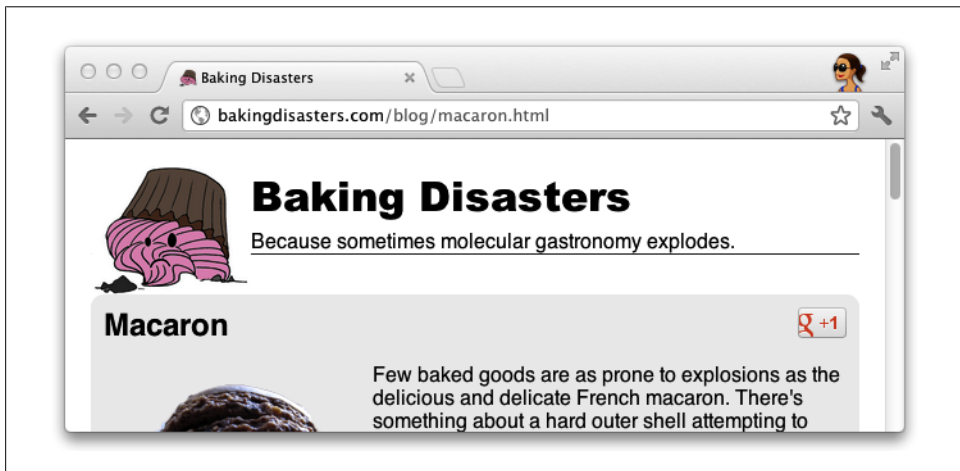 Baking Disasters
bakingdisasters.com/blog/macaron.html
Baking Disasters
Because sometimes molecular gastronomy explodes.
Macaron
g +1
Few baked goods are as prone to explosions as the
delicious and delicate French macaron. There's
something about a hard outer shell attempting to